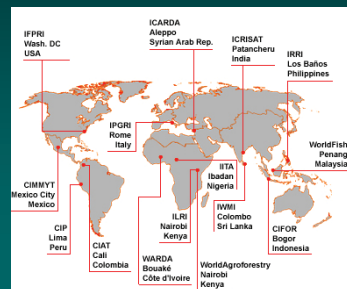 IFPRI
Wash. DC
USA
ICARDA
Aleppo
Syrian Arab Rep.
ICRISAT
Patancheru
India
IRRI
Los Baños
Philippines
IPGRI
Rome
Italy
WorldFish
Penang
Malaysia
CIMMYT
Mexico City
Mexico
IITA
Ibadan
Nigeria
IWMI
Colombo
Sri Lanka
CIP
Lima
Peru
CIAT
Cali
Colombia
ILRI
Nairobi
Kenya
CIFOR
Bogor
Indonesia
WARDA
Bouaké
Côte d'Ivoire
WorldAgroforestry
Nairobi
Kenya